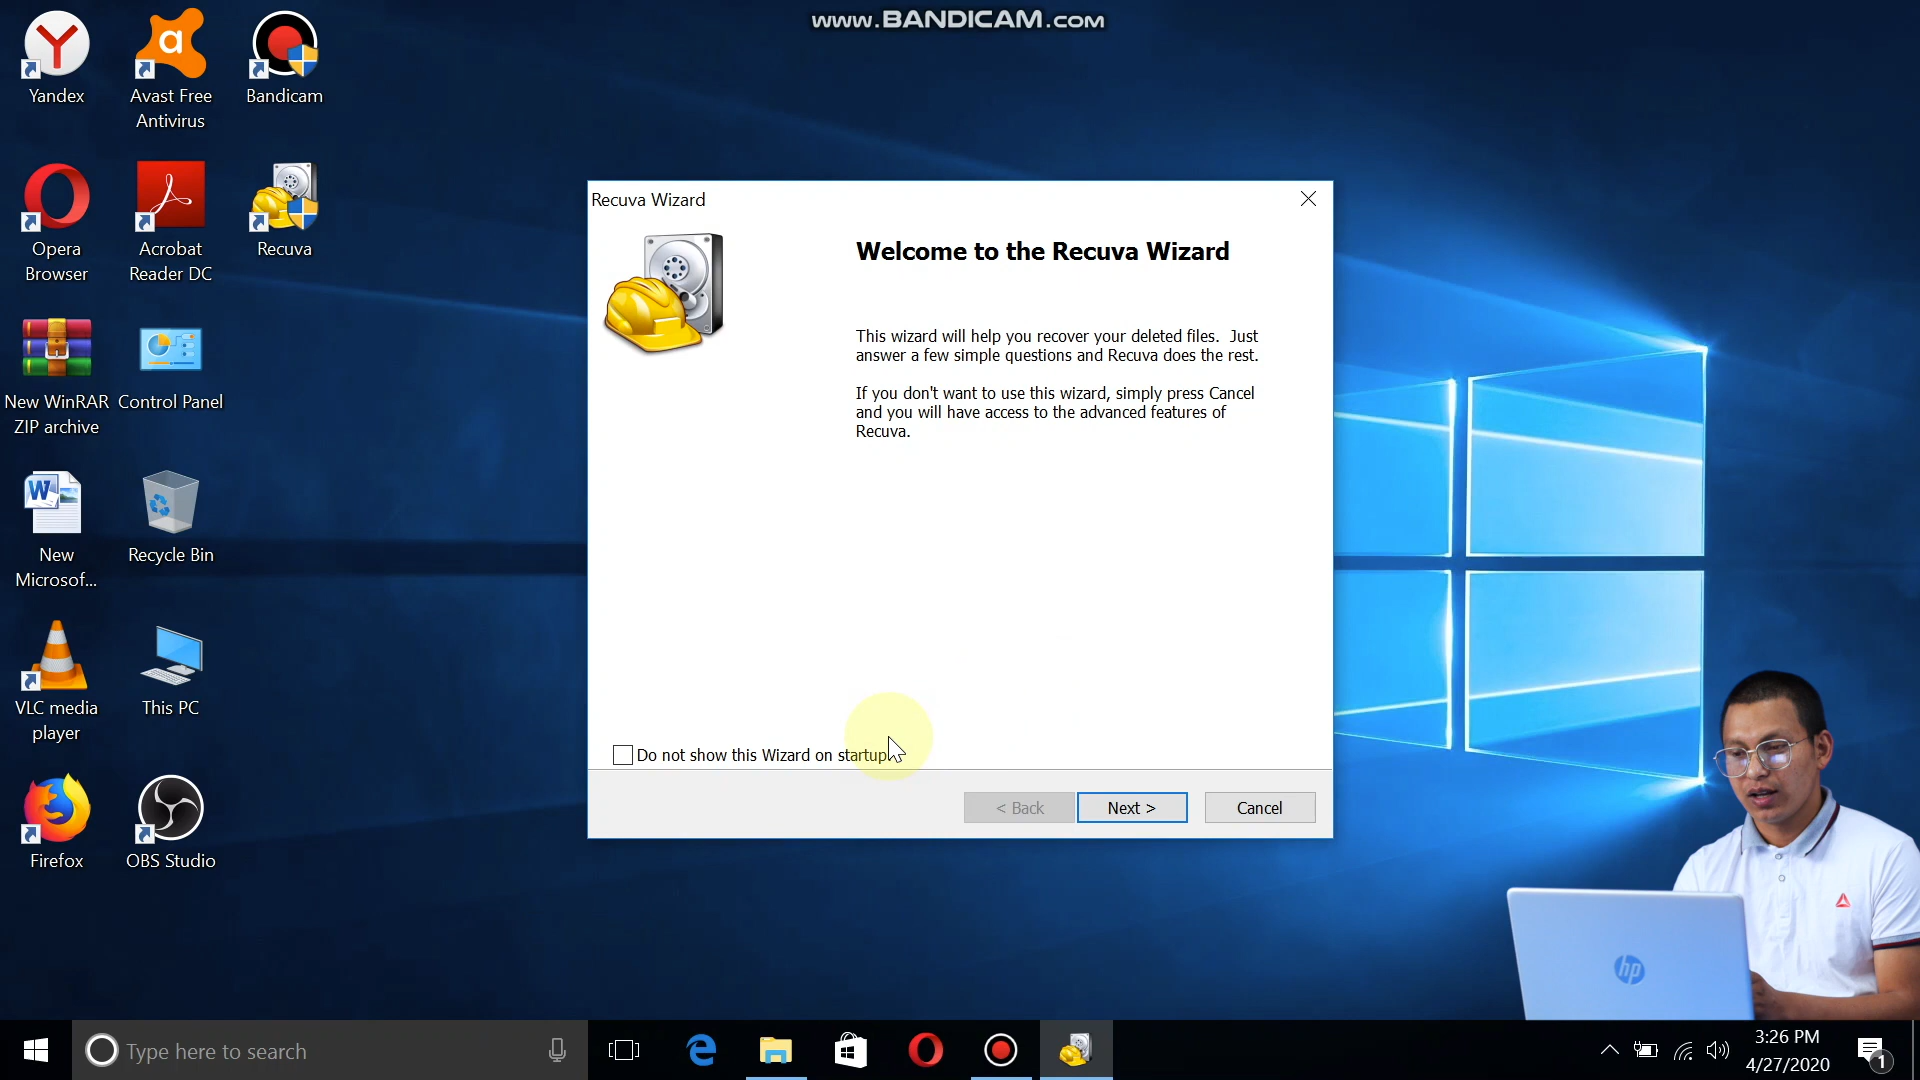 www.BANDICAM.com
Yandex
Avast Free
Antivirus
Bandicam
Opera
Browser
Acrobat
Reader DC
Recuva
New WinRAR
ZIP archive
Control Panel
New
Microsof...
Recycle Bin
VLC media
player
This PC
Firefox
OBS Studio
Recuva Wizard
Welcome to the Recuva Wizard
This wizard will help you recover your deleted files. Just
answer a few simple questions and Recuva does the rest.
If you don't want to use this wizard, simply press Cancel
and you will have access to the advanced features of
Recuva.
Do not show this Wizard on startup
< Back
Next >
Cancel
hp
Type here to search
3:26 PM
4/27/2020
1